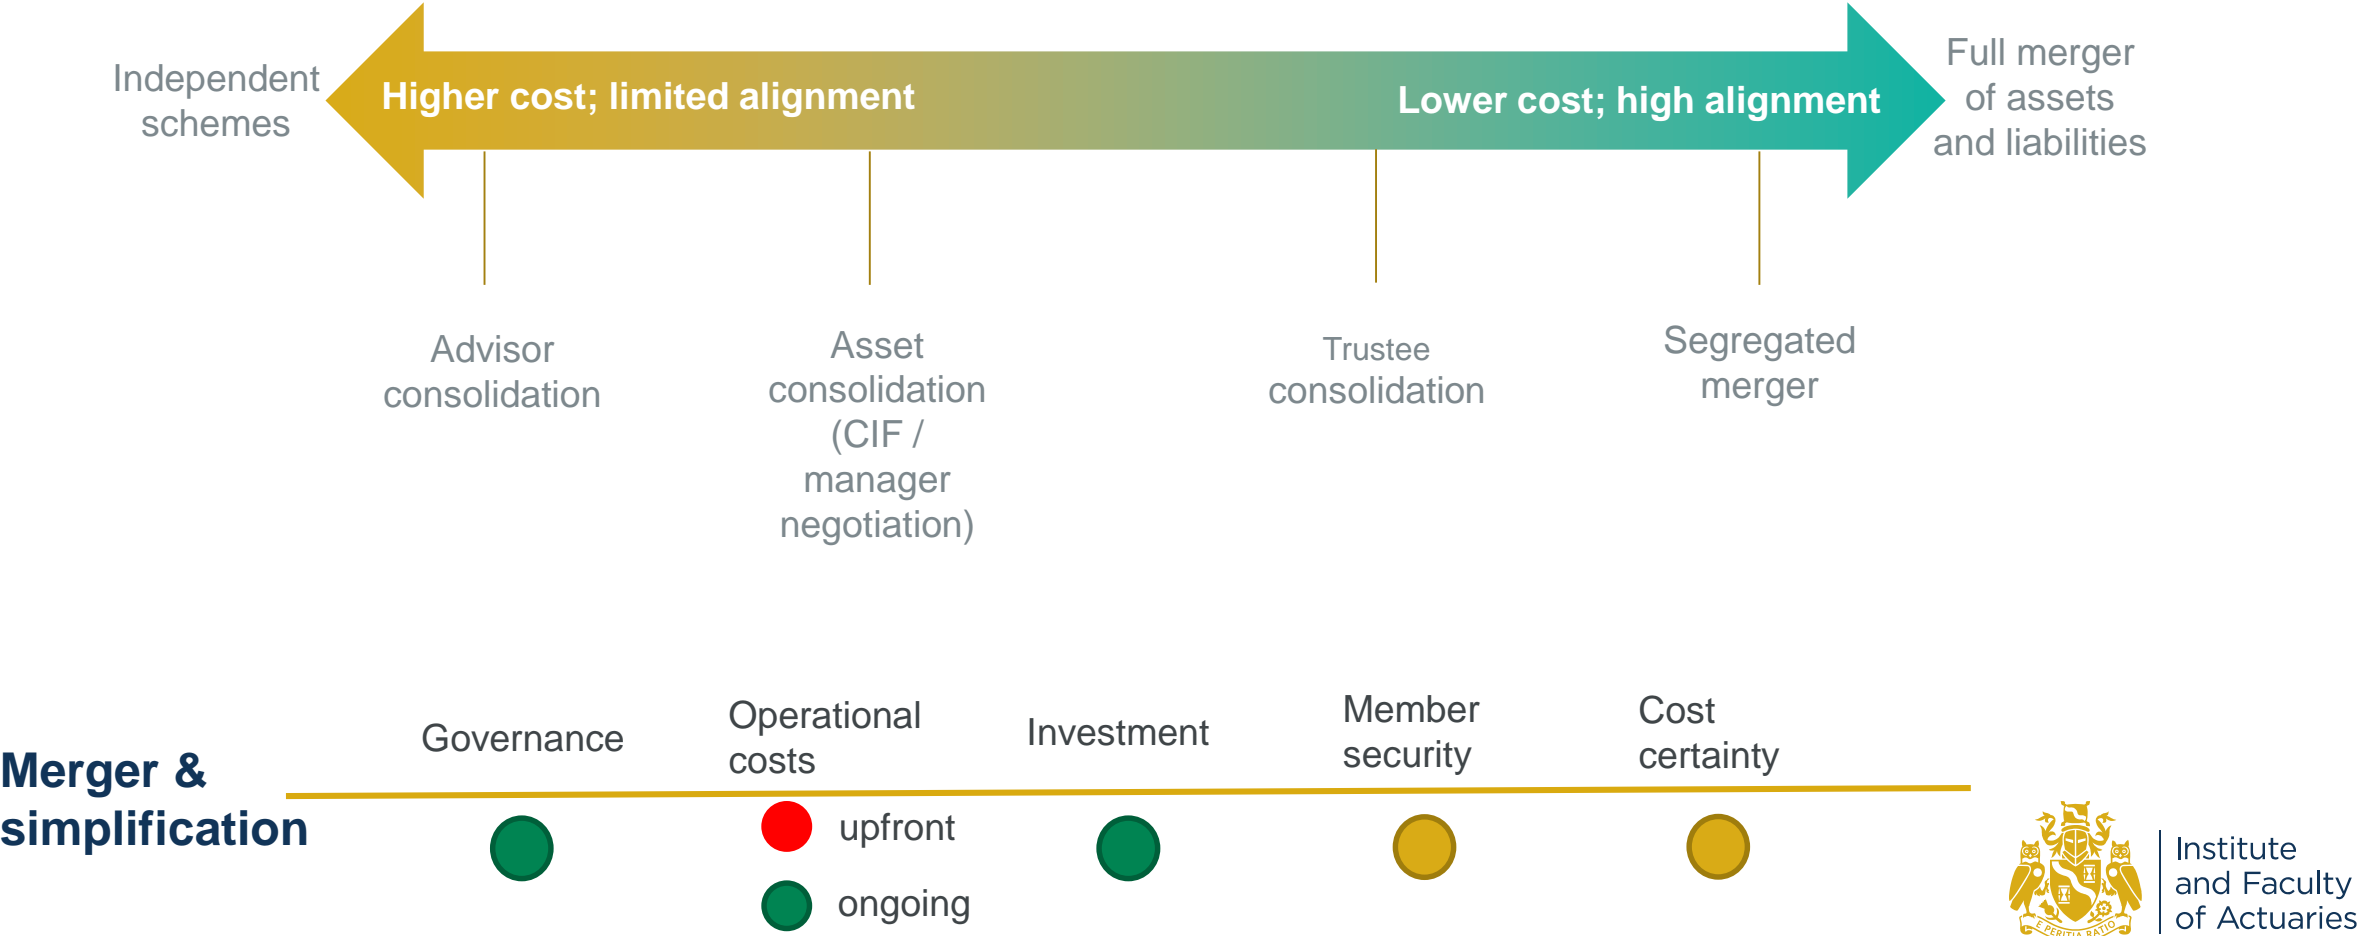 Independent
schemes
Higher cost; limited alignment
Lower cost; high alignment
Full merger
of assets
and liabilities
Advisor
consolidation
Asset
consolidation
(CIF /
manager
negotiation)
Trustee
consolidation
Segregated
merger
Merger &
simplification
Governance
Operational
costs
Investment
Member
security
Cost
certainty
upfront
ongoing
E PERITIA RATIO
Institute
and Faculty
of Actuaries